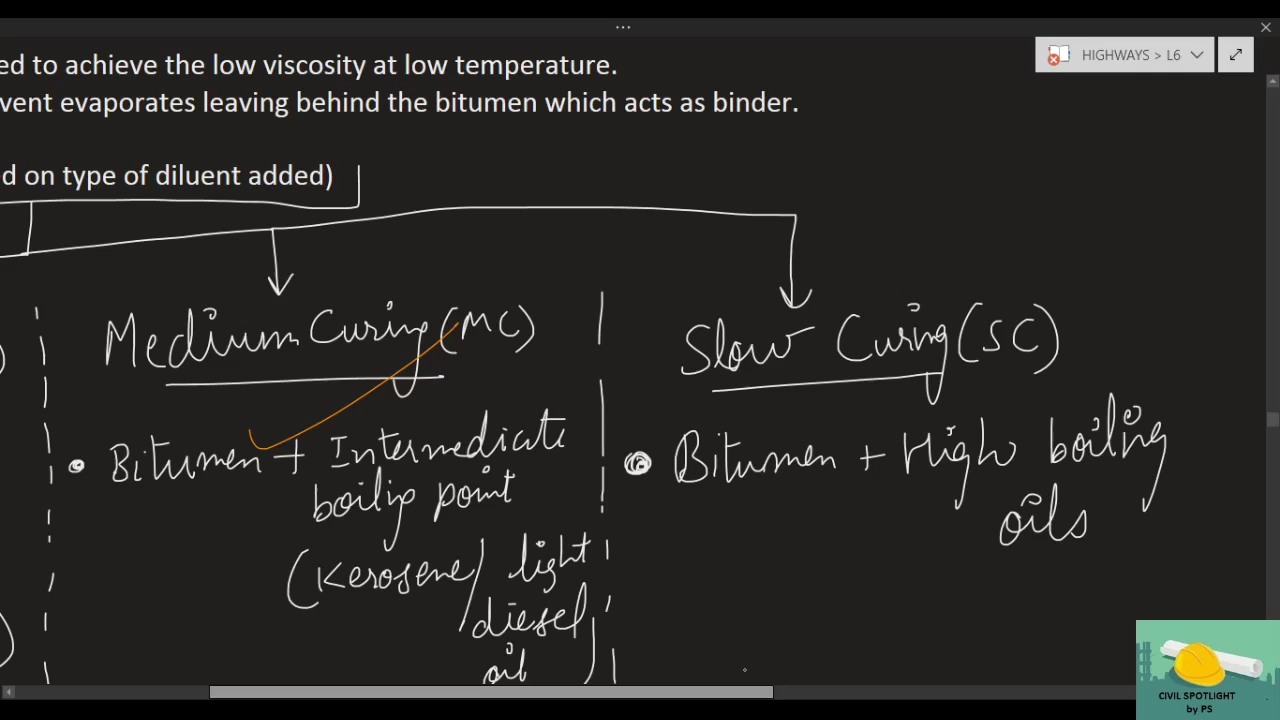 HIGHWAYS > L6
ed to achieve the low viscosity at low temperature.
vent evaporates leaving behind the bitumen which acts as binder.
d on type of diluent added)
Medium Curing (MC)
Slow Curing (SC)
Bitumen + Intermediate
boiling point
(Kerosene/ light
diesel
oil
Bitumen + High boiling
oils
CIVIL SPOTLIGHT
by PS